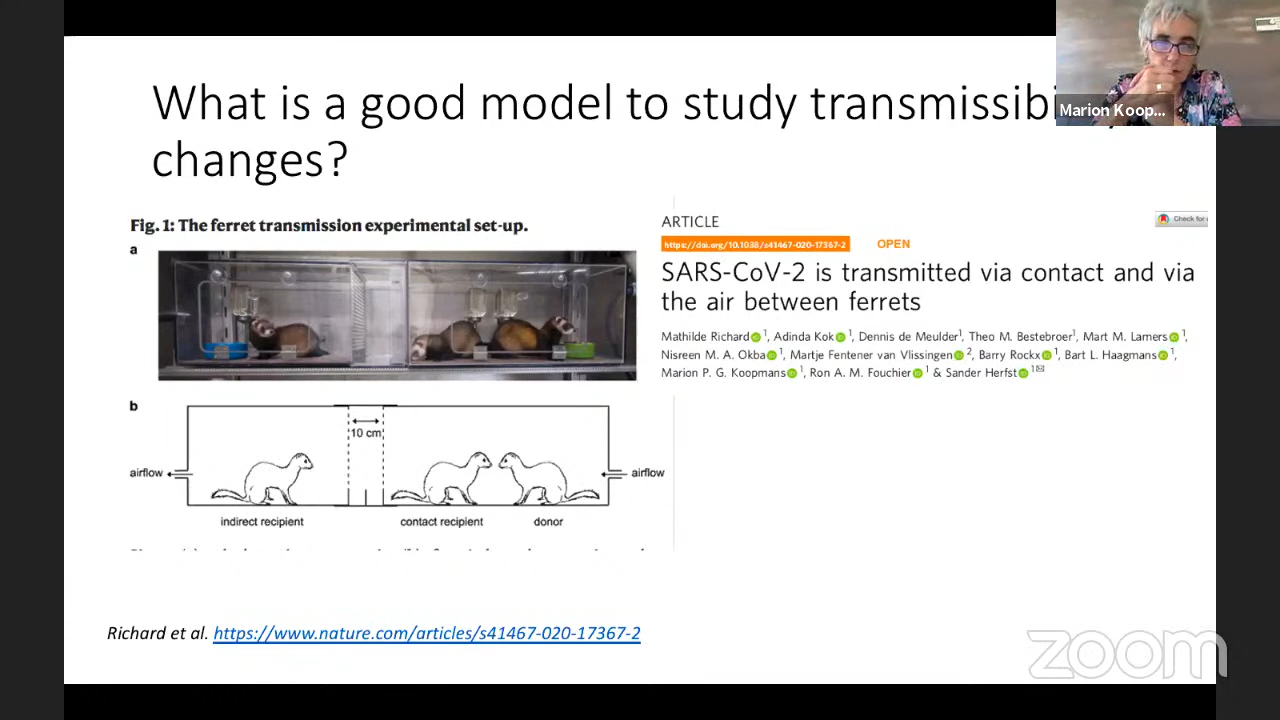 What is a good model to study transmissibi
changes?
Marion Koop...
Fig. 1: The ferret transmission experimental set-up.
a
b
10 cm
airflow
airflow
indirect recipient
contact recipient
donor
ARTICLE
Check for
https://doi.org/10.1038/s41467-020-17367-2
OPEN
SARS-CoV-2 is transmitted via contact and via
the air between ferrets
Mathilde Richard 1, Adinda Kok 1, Dennis de Meulder1, Theo M. Bestebroer1, Mart M. Lamers 1,
Nisreen M. A. Okba 1, Martje Fentener van Vlissingen 2, Barry Rockx 1, Bart L. Haagmans 1,
Marion P. G. Koopmans 1, Ron A. M. Fouchier 1 & Sander Herfst 1✉
Richard et al. https://www.nature.com/articles/s41467-020-17367-2
zoom